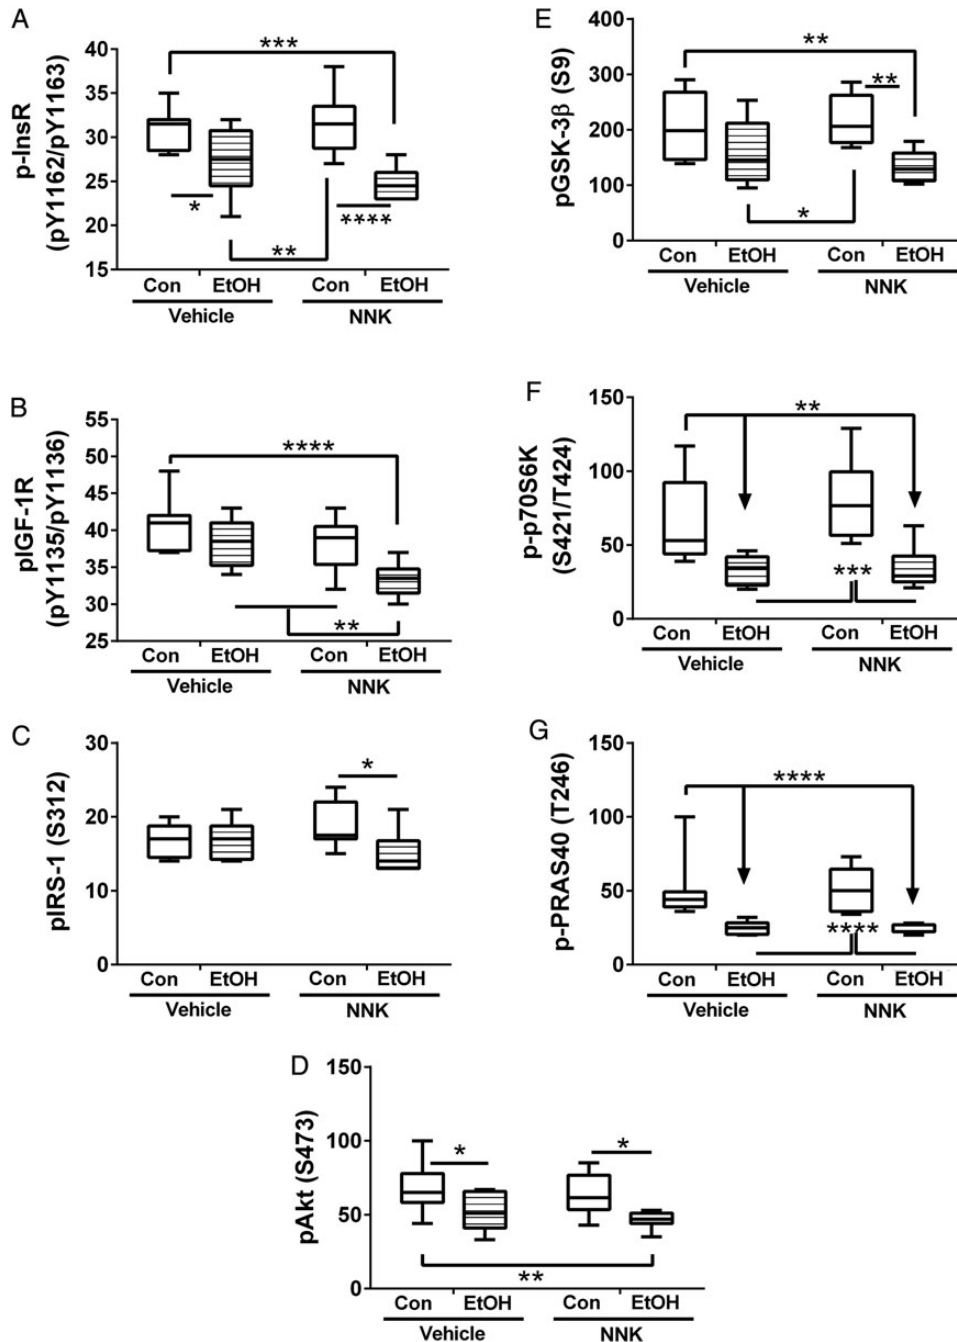 A
p-InsR
(pY1162/pY1163)
40
35
30
25
20
15
***
*
**
****
Con EtOH Con EtOH
Vehicle NNK
B
pIGF-1R
(pY1135/pY1136)
55
50
45
40
35
30
25
****
**
Con EtOH Con EtOH
Vehicle NNK
C
pIRS-1 (S312)
30
20
10
0
*
Con EtOH Con EtOH
Vehicle NNK
D
pAkt (S473)
150
100
50
0
*
*
**
Con EtOH Con EtOH
Vehicle NNK
E
pGSK-3β (S9)
400
300
200
100
0
**
**
*
Con EtOH Con EtOH
Vehicle NNK
F
p-p70S6K
(S421/T424)
150
100
50
0
**
***
Con EtOH Con EtOH
Vehicle NNK
G
p-PRAS40 (T246)
150
100
50
0
****
****
Con EtOH Con EtOH
Vehicle NNK